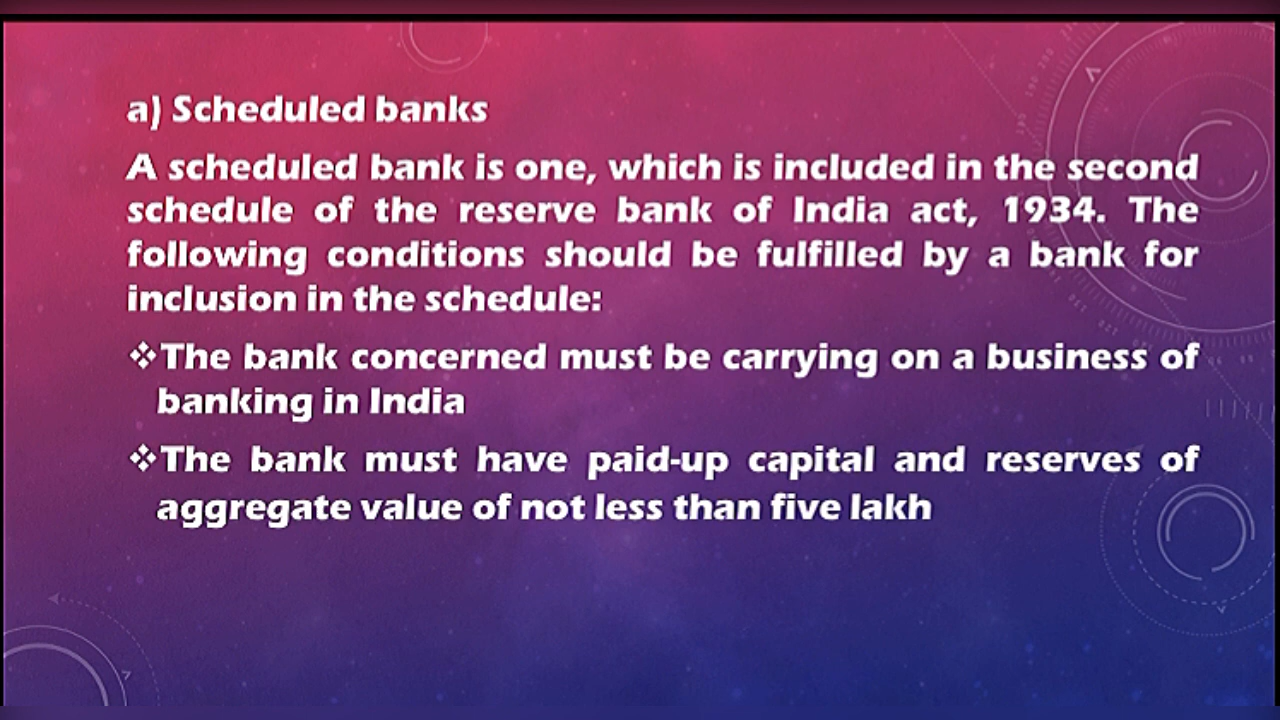 a) Scheduled banks
A scheduled bank is one, which is included in the second
schedule of the reserve bank of India act, 1934. The
following conditions should be fulfilled by a bank for
inclusion in the schedule:
❖The bank concerned must be carrying on a business of
banking in India
❖The bank must have paid-up capital and reserves of
aggregate value of not less than five lakh